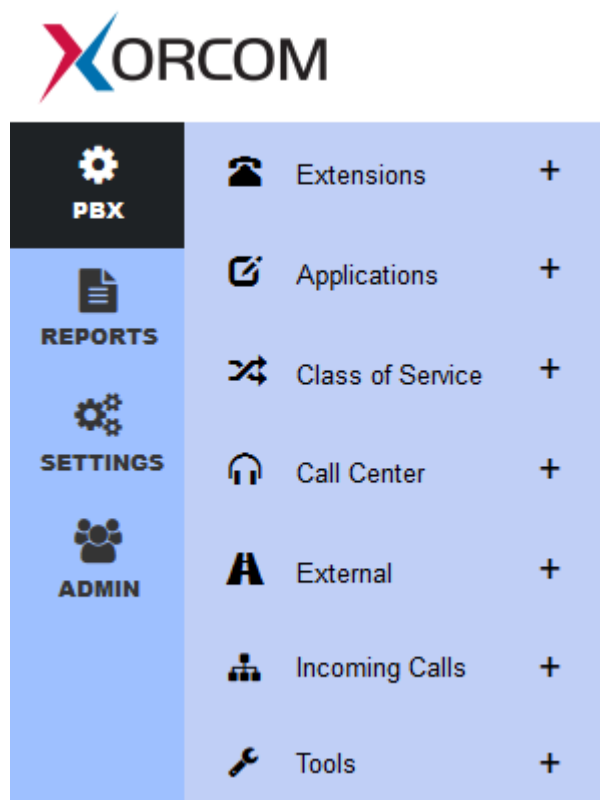 XORCOM
PBX
REPORTS
SETTINGS
ADMIN
Extensions +
Applications +
Class of Service +
Call Center +
External +
Incoming Calls +
Tools +